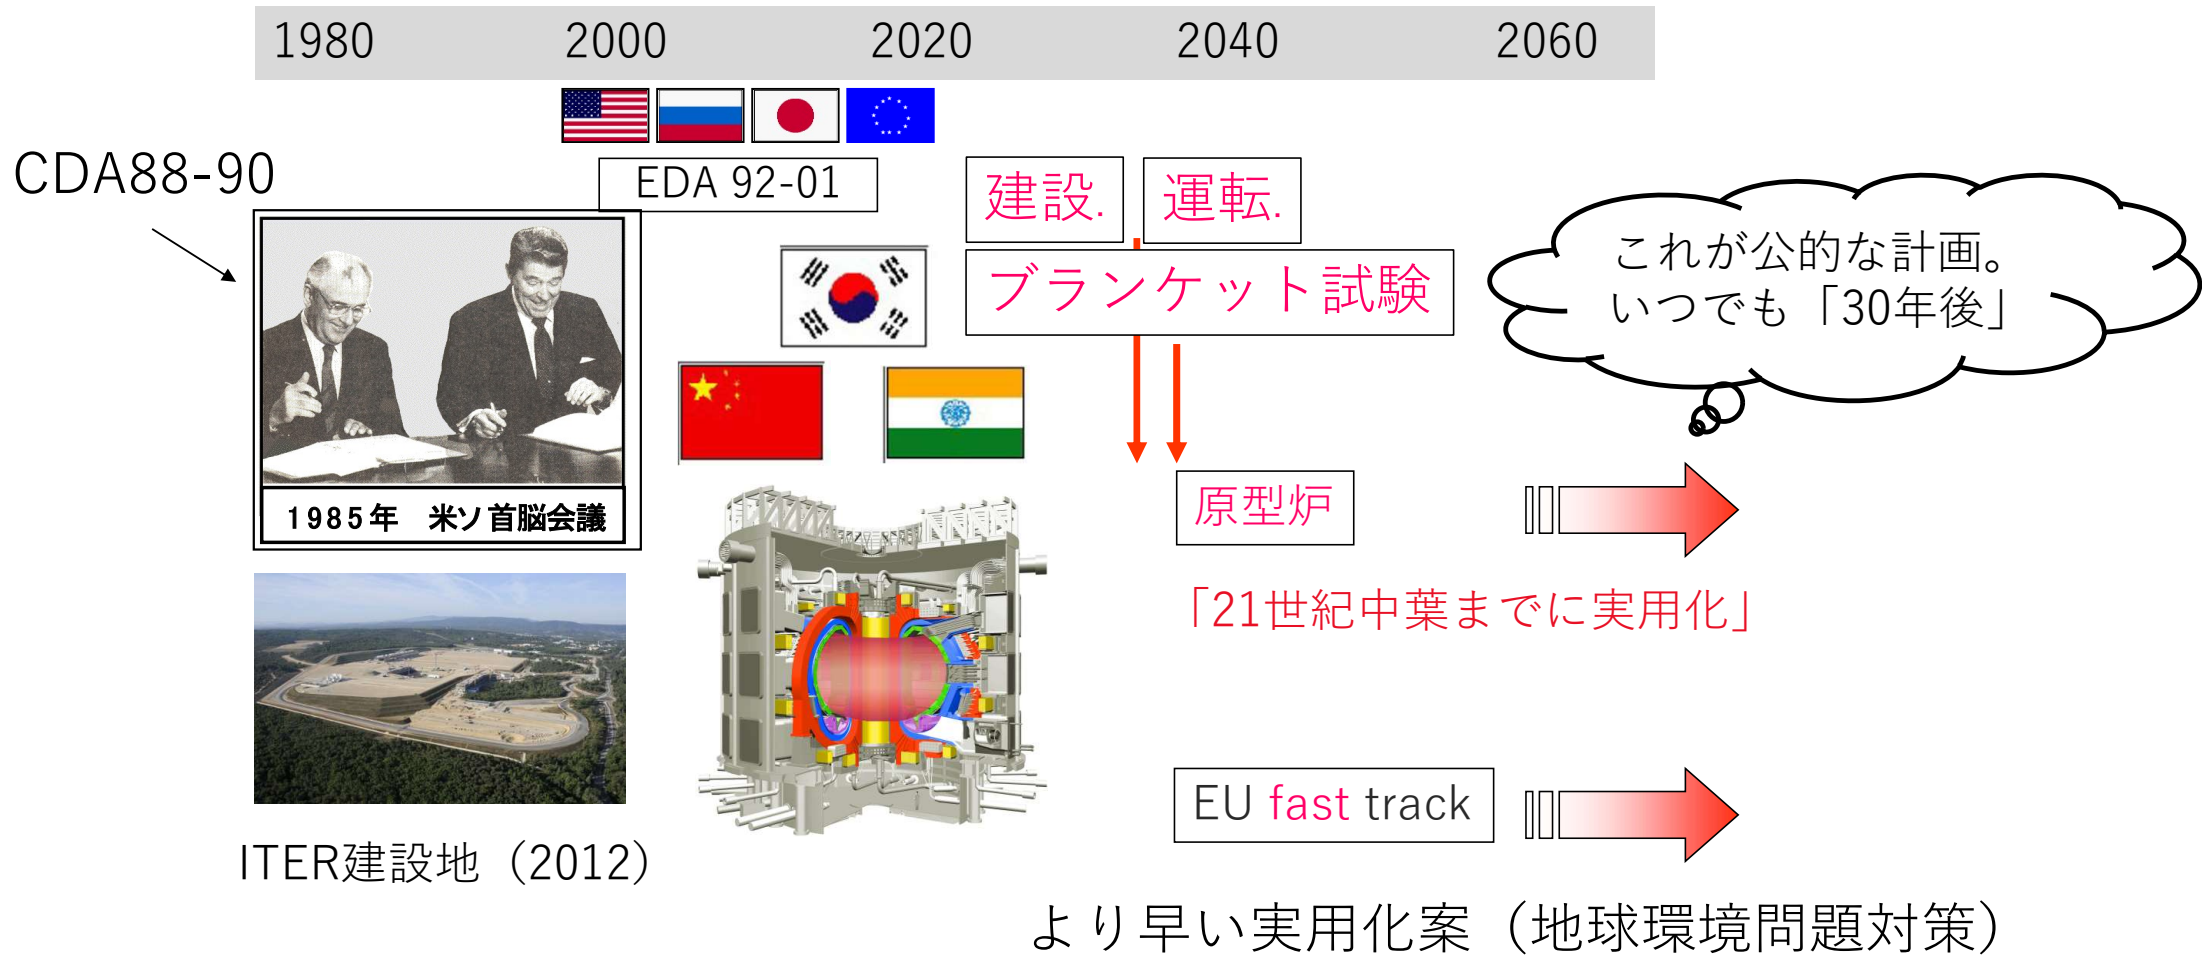 1980 2000 2020 2040 2060
CDA88-90
EDA 92-01
建設.
運転.
ブランケット試験
これが公的な計画。
いつでも「30年後」
1985年 米ソ首脳会議
原型炉
「21世紀中葉までに実用化」
EU fast track
ITER建設地（2012）
より早い実用化案（地球環境問題対策）